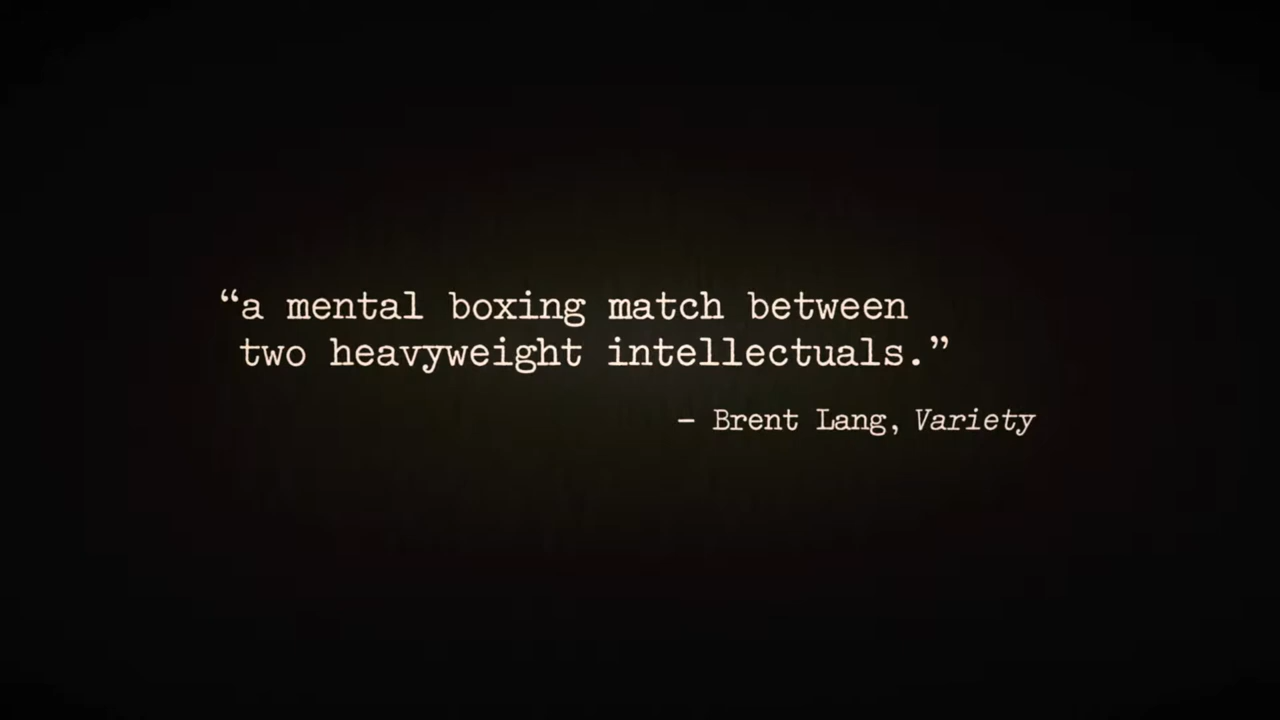 “a mental boxing match between
two heavyweight intellectuals.”
– Brent Lang, Variety